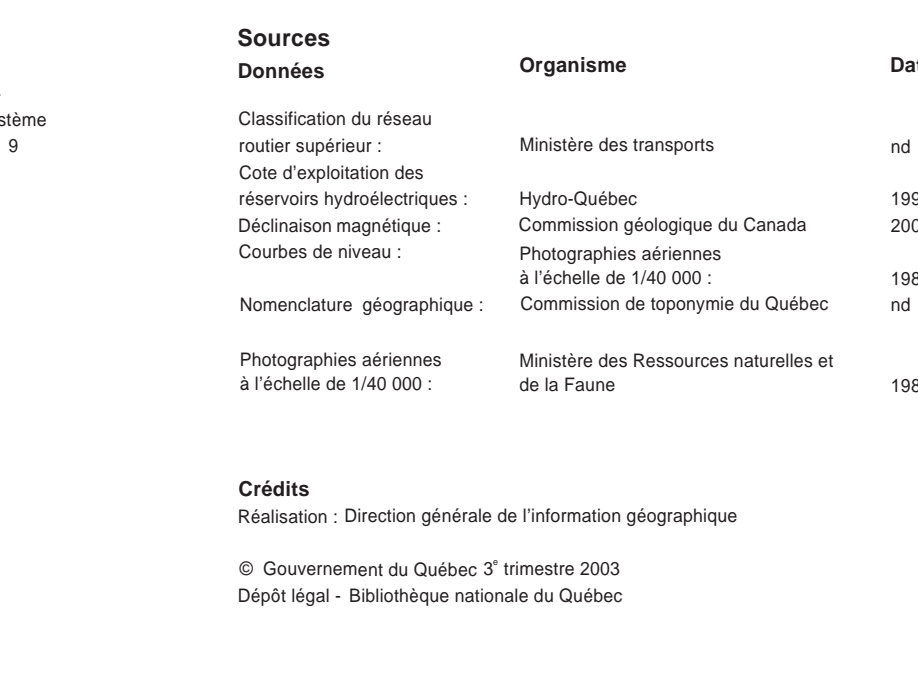 Sources
Données Organisme
stème
9
Classification du réseau
routier supérieur : Ministère des transports nd
Cote d'exploitation des
réservoirs hydroélectriques : Hydro-Québec 199
Déclinaison magnétique : Commission géologique du Canada 200
Courbes de niveau : Photographies aériennes
à l'échelle de 1/40 000 : 198
Nomenclature géographique : Commission de toponymie du Québec nd
Photographies aériennes Ministère des Ressources naturelles et
à l'échelle de 1/40 000 : de la Faune 198
Crédits
Réalisation : Direction générale de l'information géographique
© Gouvernement du Québec 3e trimestre 2003
Dépôt légal - Bibliothèque nationale du Québec